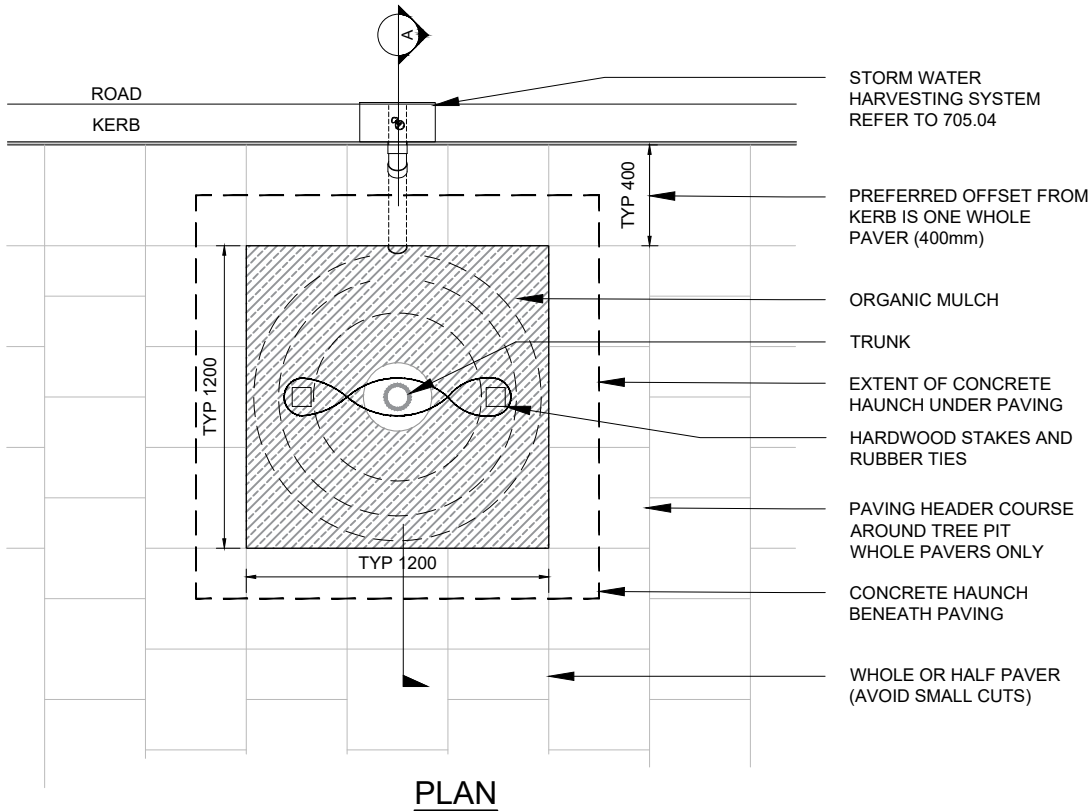 A
ROAD
KERB
STORM WATER
HARVESTING SYSTEM
REFER TO 705.04
TYP 400
PREFERRED OFFSET FROM
KERB IS ONE WHOLE
PAVER (400mm)
ORGANIC MULCH
TRUNK
TYP 1200
EXTENT OF CONCRETE
HAUNCH UNDER PAVING
HARDWOOD STAKES AND
RUBBER TIES
PAVING HEADER COURSE
AROUND TREE PIT
WHOLE PAVERS ONLY
TYP 1200
CONCRETE HAUNCH
BENEATH PAVING
WHOLE OR HALF PAVER
(AVOID SMALL CUTS)
PLAN